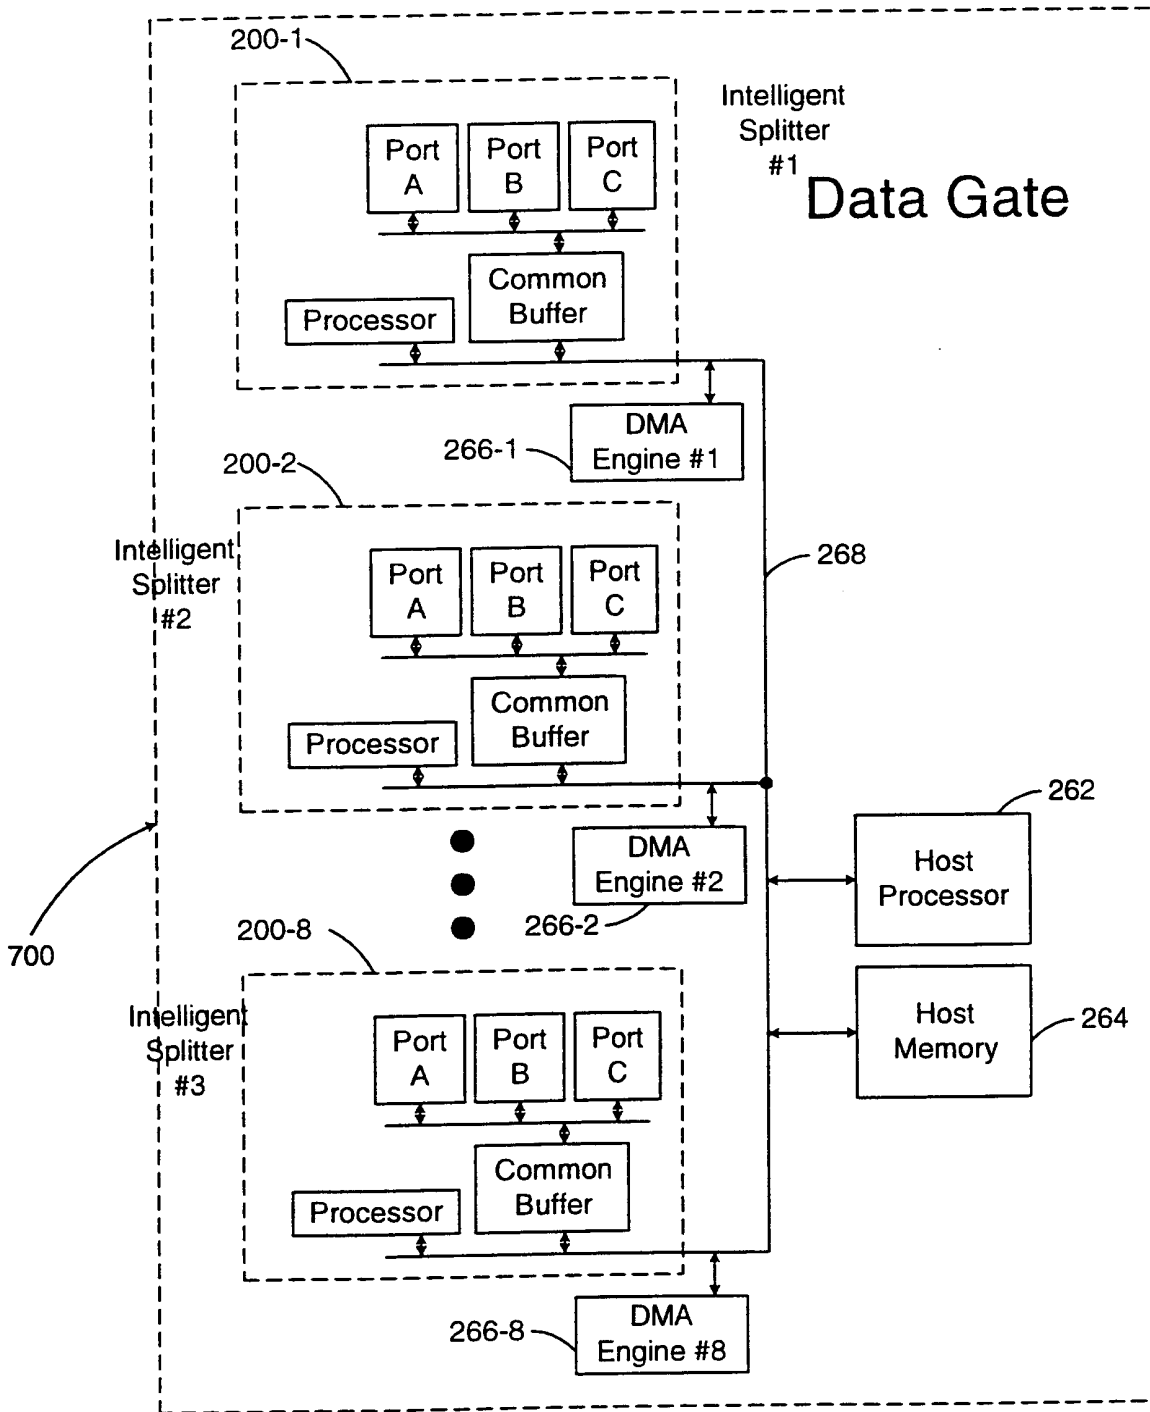 200-1
Intelligent
Splitter
#1
Data Gate
Port
A
Port
B
Port
C
Common
Buffer
Processor
DMA
Engine #1
266-1
200-2
Intelligent
Splitter
#2
Port
A
Port
B
Port
C
268
Common
Buffer
Processor
DMA
Engine #2
266-2
262
Host
Processor
700
200-8
Intelligent
Splitter
#3
Port
A
Port
B
Port
C
Host
Memory
264
Common
Buffer
Processor
DMA
Engine #8
266-8